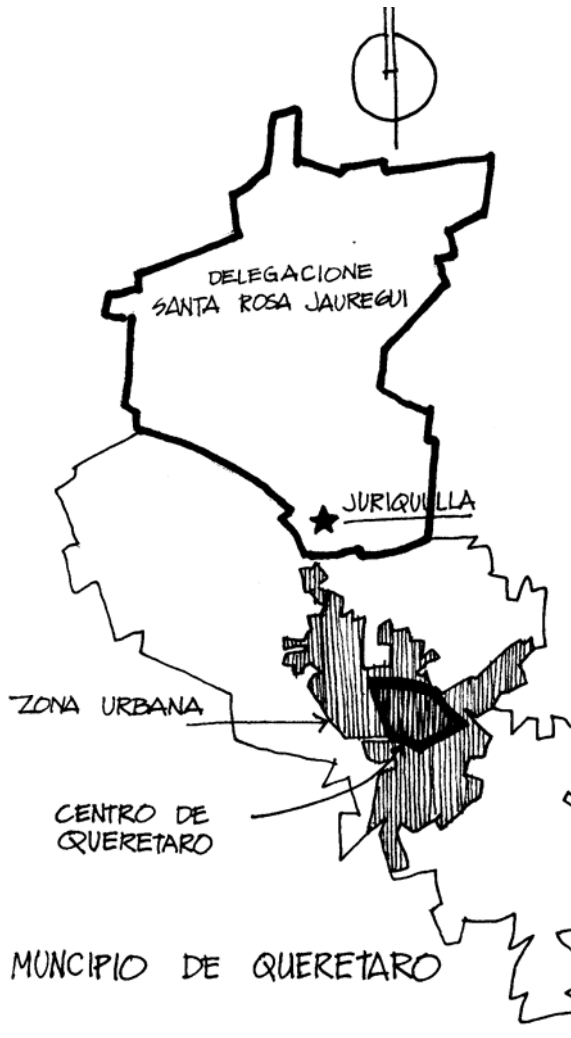 DELEGACIONE
SANTA ROSA JAUREGUI
JURIQUILLA
ZONA URBANA
CENTRO DE
QUERETARO
MUNCIPIO DE QUERETARO